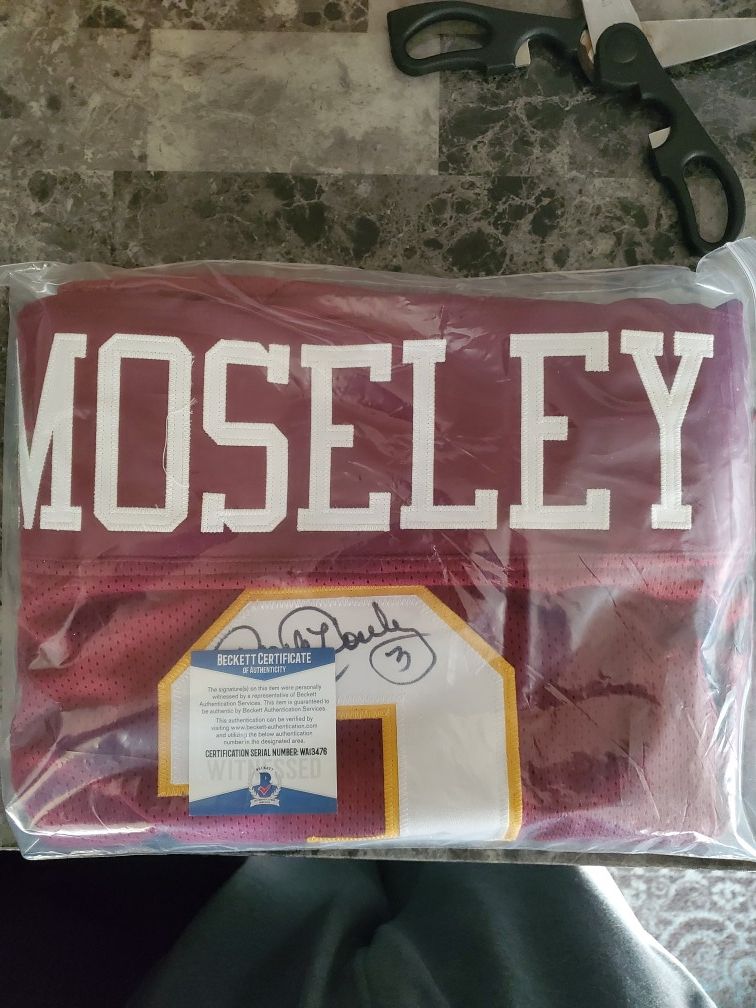 MOSELEY
3
BECKETT CERTIFICATE
OF AUTHENTICITY
The signature(s) on this item were personally
witnessed by a representative of Beckett
Authentication Services. This item is guaranteed to
be authentic by Beckett Authentication Services.
This authentication can be verified by
visiting www.beckett-authentication.com
and utilizing the below authentication
number in the designated area.
CERTIFICATION SERIAL NUMBER: WA13476
WITNESSED
BECKETT
B